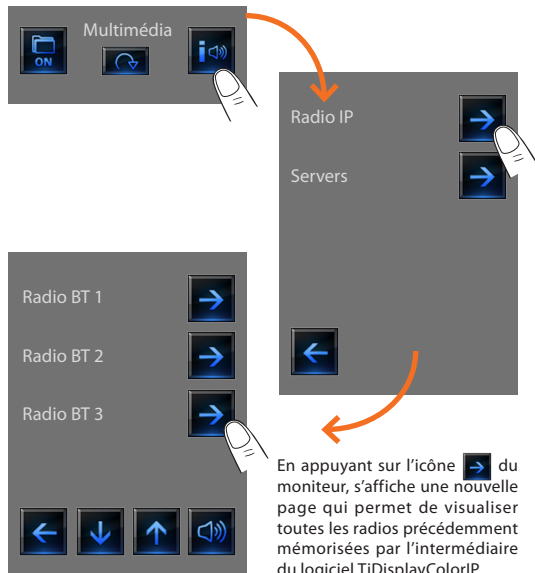 Multimédia
ON
i
Radio IP
Servers
Radio BT 1
Radio BT 2
Radio BT 3
En appuyant sur l’icône du
moniteur, s’affiche une nouvelle
page qui permet de visualiser
toutes les radios précédemment
mémorisées par l’intermédiaire
du logiciel TiDisplayColorIP